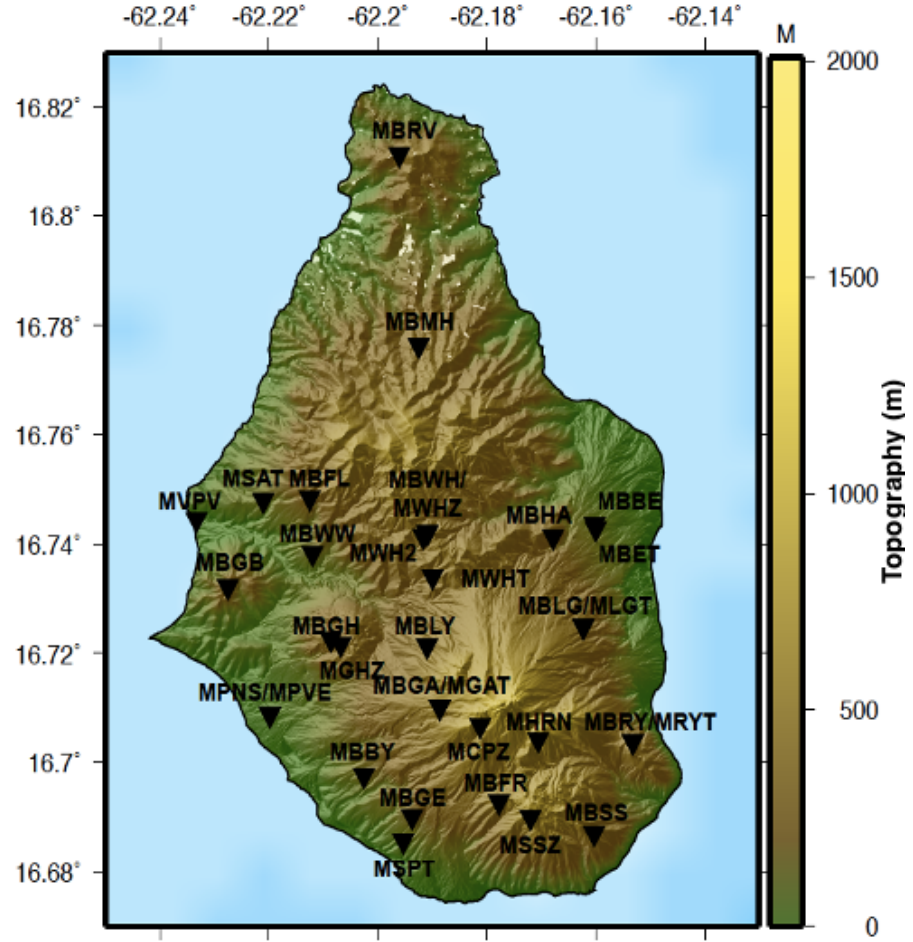 -62.24° -62.22° -62.2° -62.18° -62.16° -62.14°
M
2000
16.82°
MBRV
16.8°
1500
16.78°
MBMH
16.76°
Topography (m)
MSAT MBFL
MBWH/
MVPV
MWHZ
MBHA
MBBE
1000
16.74°
MBWW
MWH2
MBET
MBGB
MWHT
MBLG/MLGT
16.72°
MBGH
MBLY
MGHZ
MBGA/MGAT
MPNS/MPVE
500
MHRN
MBRY/MRYT
16.7°
MBBY
MCPZ
MBFR
MBGE
MBSS
MSSZ
16.68°
MSPT
0